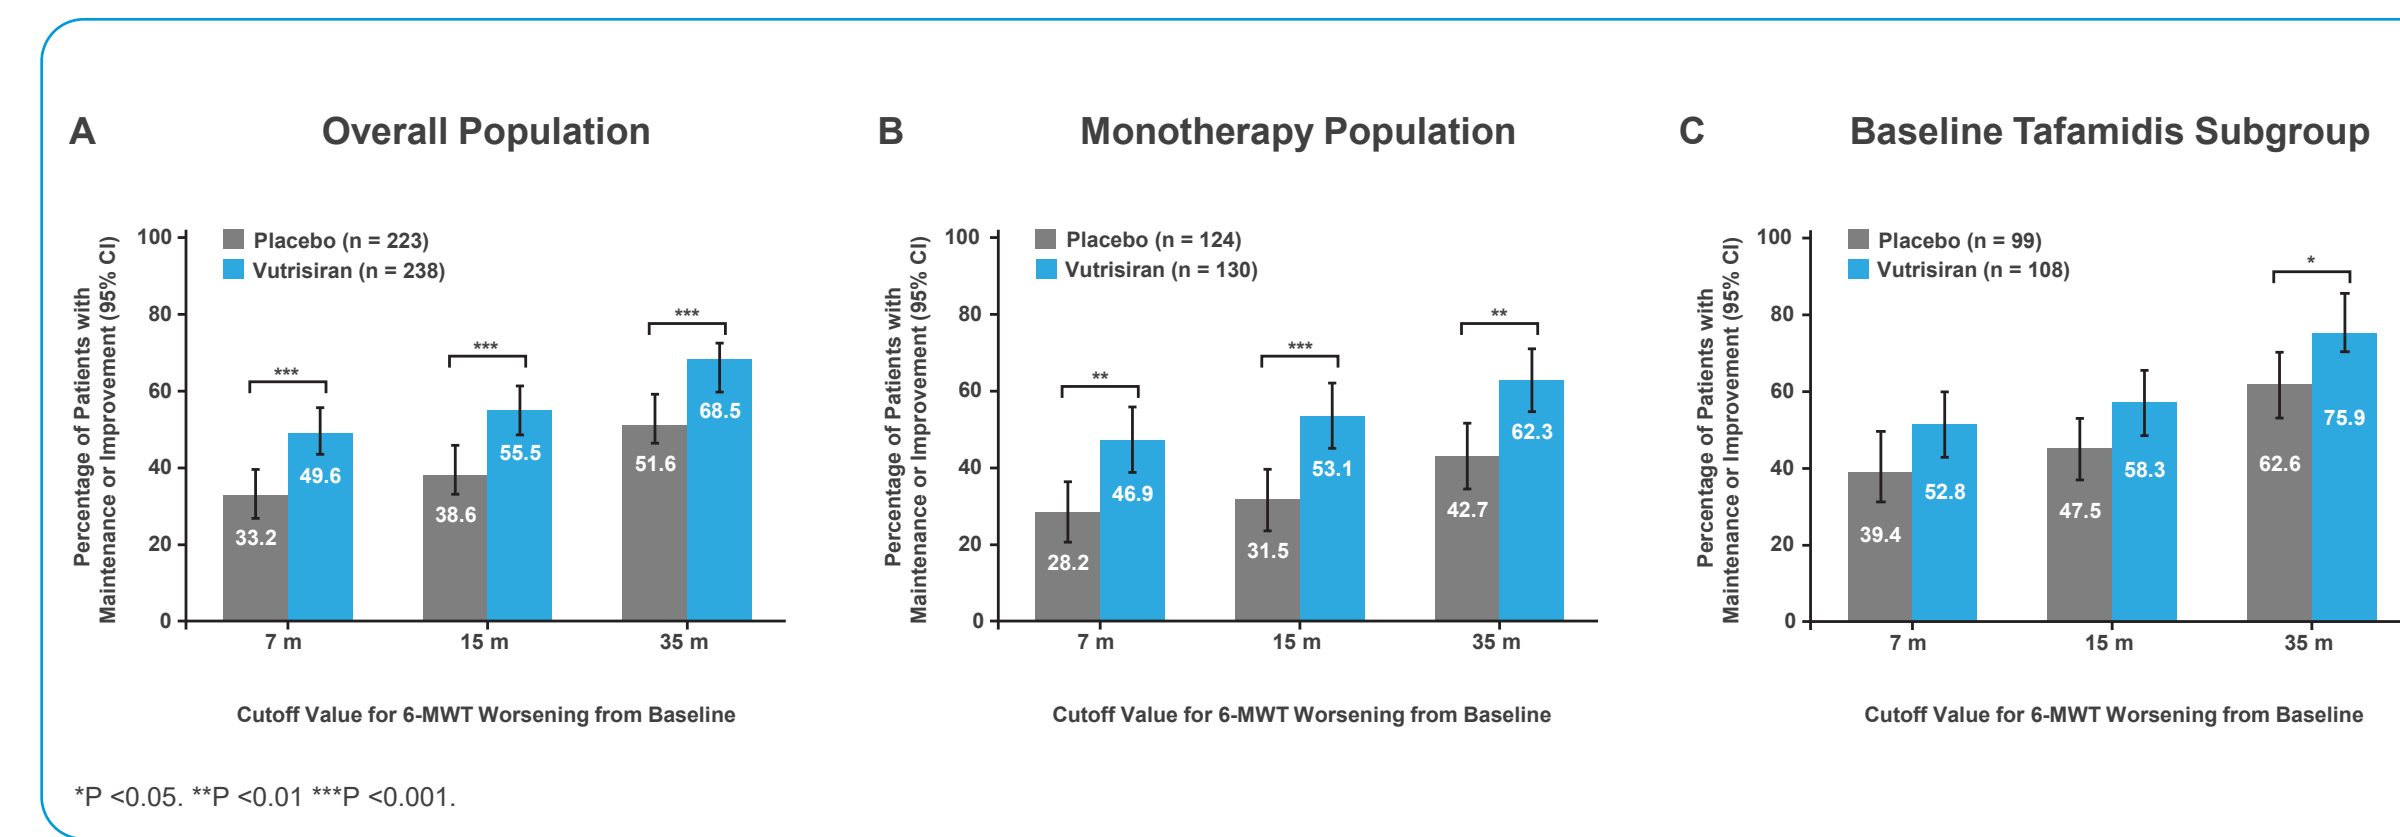 A Overall Population
Percentage of Patients with
Maintenance or Improvement (95% CI)
100
80
60
40
20
0
Placebo (n = 223)
Vutrisiran (n = 238)
***
***
***
33.2
49.6
38.6
55.5
51.6
68.5
7 m
15 m
35 m
Cutoff Value for 6-MWT Worsening from Baseline
B Monotherapy Population
Percentage of Patients with
Maintenance or Improvement (95% CI)
100
80
60
40
20
0
Placebo (n = 124)
Vutrisiran (n = 130)
**
***
**
28.2
46.9
31.5
53.1
42.7
62.3
7 m
15 m
35 m
Cutoff Value for 6-MWT Worsening from Baseline
C Baseline Tafamidis Subgroup
Percentage of Patients with
Maintenance or Improvement (95% CI)
100
80
60
40
20
0
Placebo (n = 99)
Vutrisiran (n = 108)
*
39.4
52.8
47.5
58.3
62.6
75.9
7 m
15 m
35 m
Cutoff Value for 6-MWT Worsening from Baseline
*P <0.05. **P <0.01 ***P <0.001.